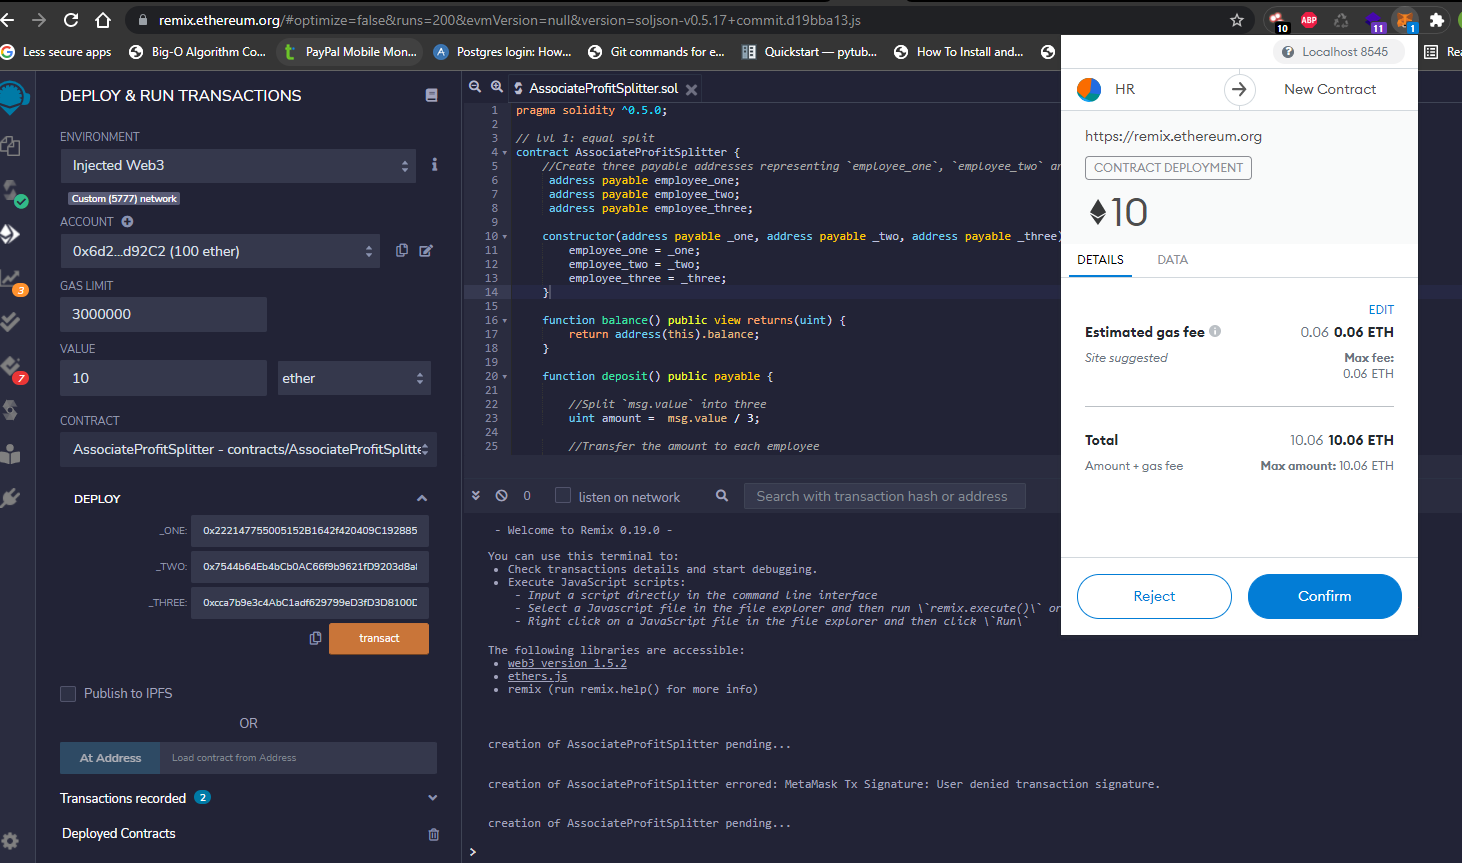 remix.ethereum.org/#optimize=false&runs=200&evmVersion=null&version=soljson-v0.5.17+commit.d19bba13.js
ABP
10
11
1
Less secure apps
Big-O Algorithm Co...
PayPal Mobile Mon...
Postgres login: How...
Git commands for e...
Quickstart — pytub...
How To Install and...
Rea
DEPLOY & RUN TRANSACTIONS
ENVIRONMENT
Injected Web3
Custom (5777) network
ACCOUNT
0x6d2...d92C2 (100 ether)
GAS LIMIT
3000000
VALUE
10
ether
CONTRACT
AssociateProfitSplitter - contracts/AssociateProfitSplitte
DEPLOY
_ONE:
0x222147755005152B1642f420409C192885
_TWO:
0x7544b64Eb4bCb0AC66f9b9621fD9203d8a
_THREE:
0xcca7b9e3c4AbC1adf629799eD3fD3D8100D
transact
Publish to IPFS
OR
At Address
Load contract from Address
Transactions recorded 2
Deployed Contracts
3
7
AssociateProfitSplitter.sol
1 pragma solidity ^0.5.0;
2
3 // lvl 1: equal split
4 contract AssociateProfitSplitter {
5 //Create three payable addresses representing `employee_one`, `employee_two` an
6 address payable employee_one;
7 address payable employee_two;
8 address payable employee_three;
9
10 constructor(address payable _one, address payable _two, address payable _three)
11 employee_one = _one;
12 employee_two = _two;
13 employee_three = _three;
14 }
15
16 function balance() public view returns(uint) {
17 return address(this).balance;
18 }
19
20 function deposit() public payable {
21
22 //Split `msg.value` into three
23 uint amount = msg.value / 3;
24
25 //Transfer the amount to each employee
0
listen on network
Search with transaction hash or address
- Welcome to Remix 0.19.0 -
You can use this terminal to:
• Check transactions details and start debugging.
• Execute JavaScript scripts:
- Input a script directly in the command line interface
- Select a Javascript file in the file explorer and then run \`remix.execute()\` or
- Right click on a JavaScript file in the file explorer and then click \`Run\`
The following libraries are accessible:
• web3 version 1.5.2
• ethers.js
• remix (run remix.help() for more info)
creation of AssociateProfitSplitter pending...
creation of AssociateProfitSplitter errored: MetaMask Tx Signature: User denied transaction signature.
creation of AssociateProfitSplitter pending...
>
Localhost 8545
HR
New Contract
https://remix.ethereum.org
CONTRACT DEPLOYMENT
10
DETAILS
DATA
EDIT
Estimated gas fee
0.06 0.06 ETH
Site suggested
Max fee:
0.06 ETH
Total
10.06 10.06 ETH
Amount + gas fee
Max amount: 10.06 ETH
Reject
Confirm